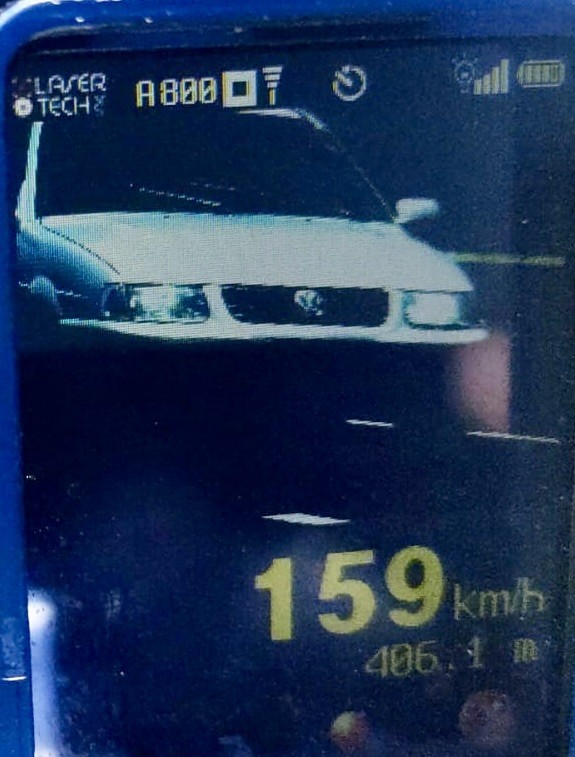 LASER
TECH
A800
159 km/h
406.1 m